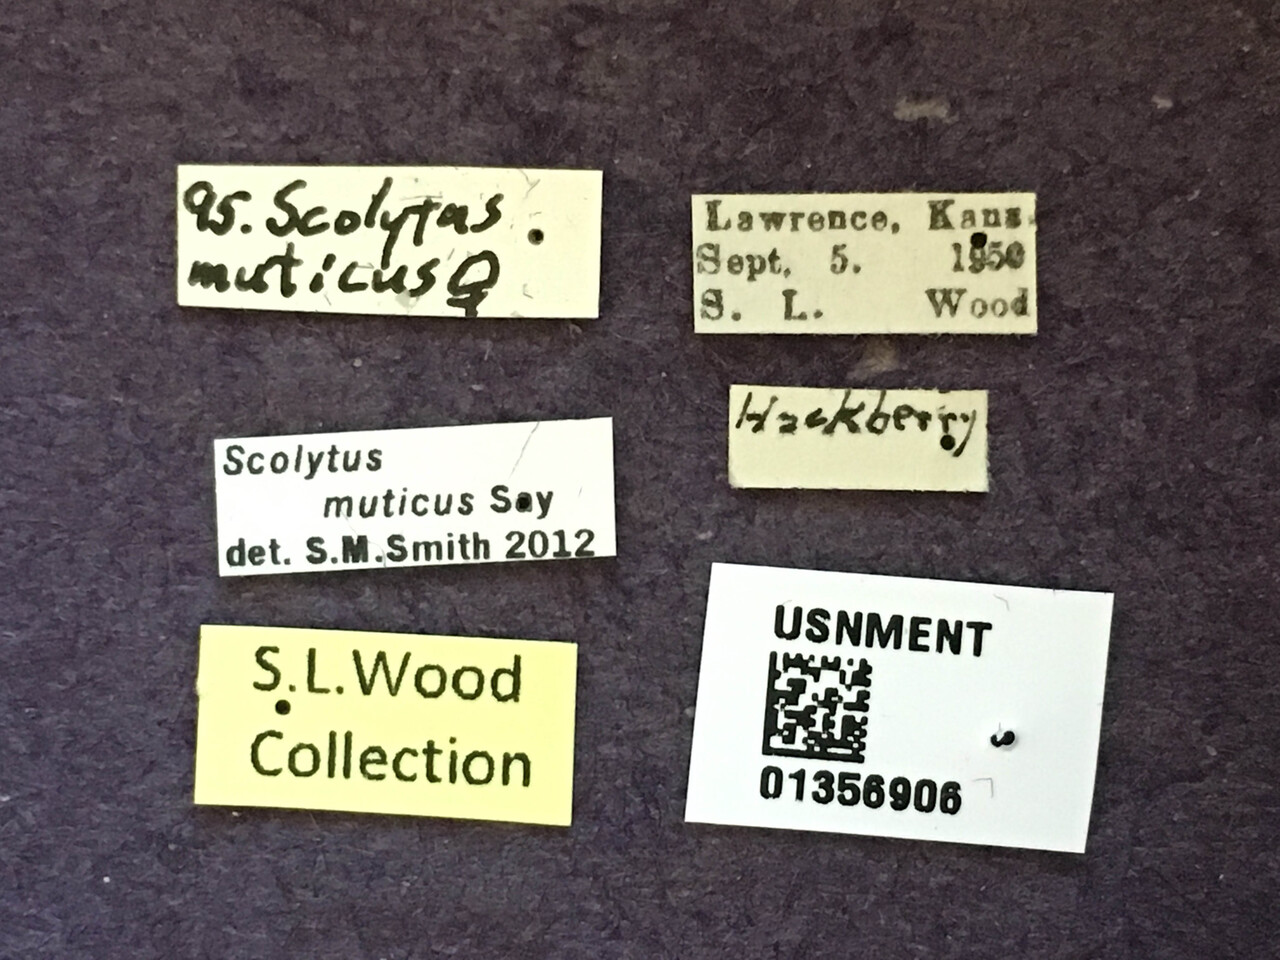 95. Scolytus
muticus ♀
Lawrence, Kans.
Sept. 5. 1950
S. L. Wood
Hackberry
Scolytus
muticus Say
det. S.M.Smith 2012
S.L.Wood
Collection
USNMENT
01356906